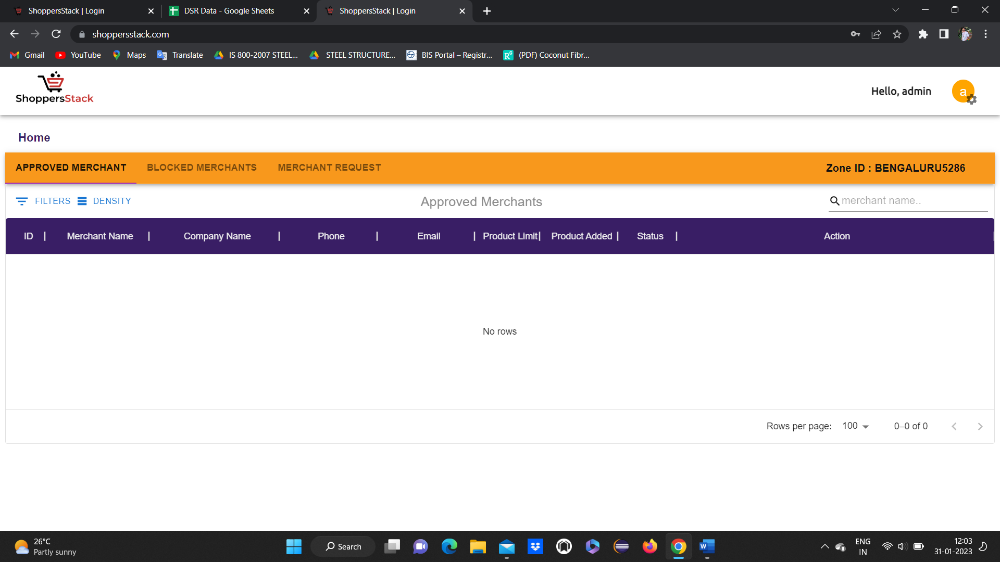 ShoppersStack | Login
DSR Data - Google Sheets
ShoppersStack | Login
shoppersstack.com
Gmail
YouTube
Maps
Translate
IS 800-2007 STEEL...
STEEL STRUCTURE...
BIS Portal – Registr...
(PDF) Coconut Fibr...
ShoppersStack
Hello, admin
a
Home
APPROVED MERCHANT
BLOCKED MERCHANTS
MERCHANT REQUEST
Zone ID : BENGALURU5286
FILTERS
DENSITY
Approved Merchants
merchant name..
ID
Merchant Name
Company Name
Phone
Email
Product Limit
Product Added
Status
Action
No rows
Rows per page:
100
0–0 of 0
26°C
Partly sunny
Search
ENG
IN
12:03
31-01-2023